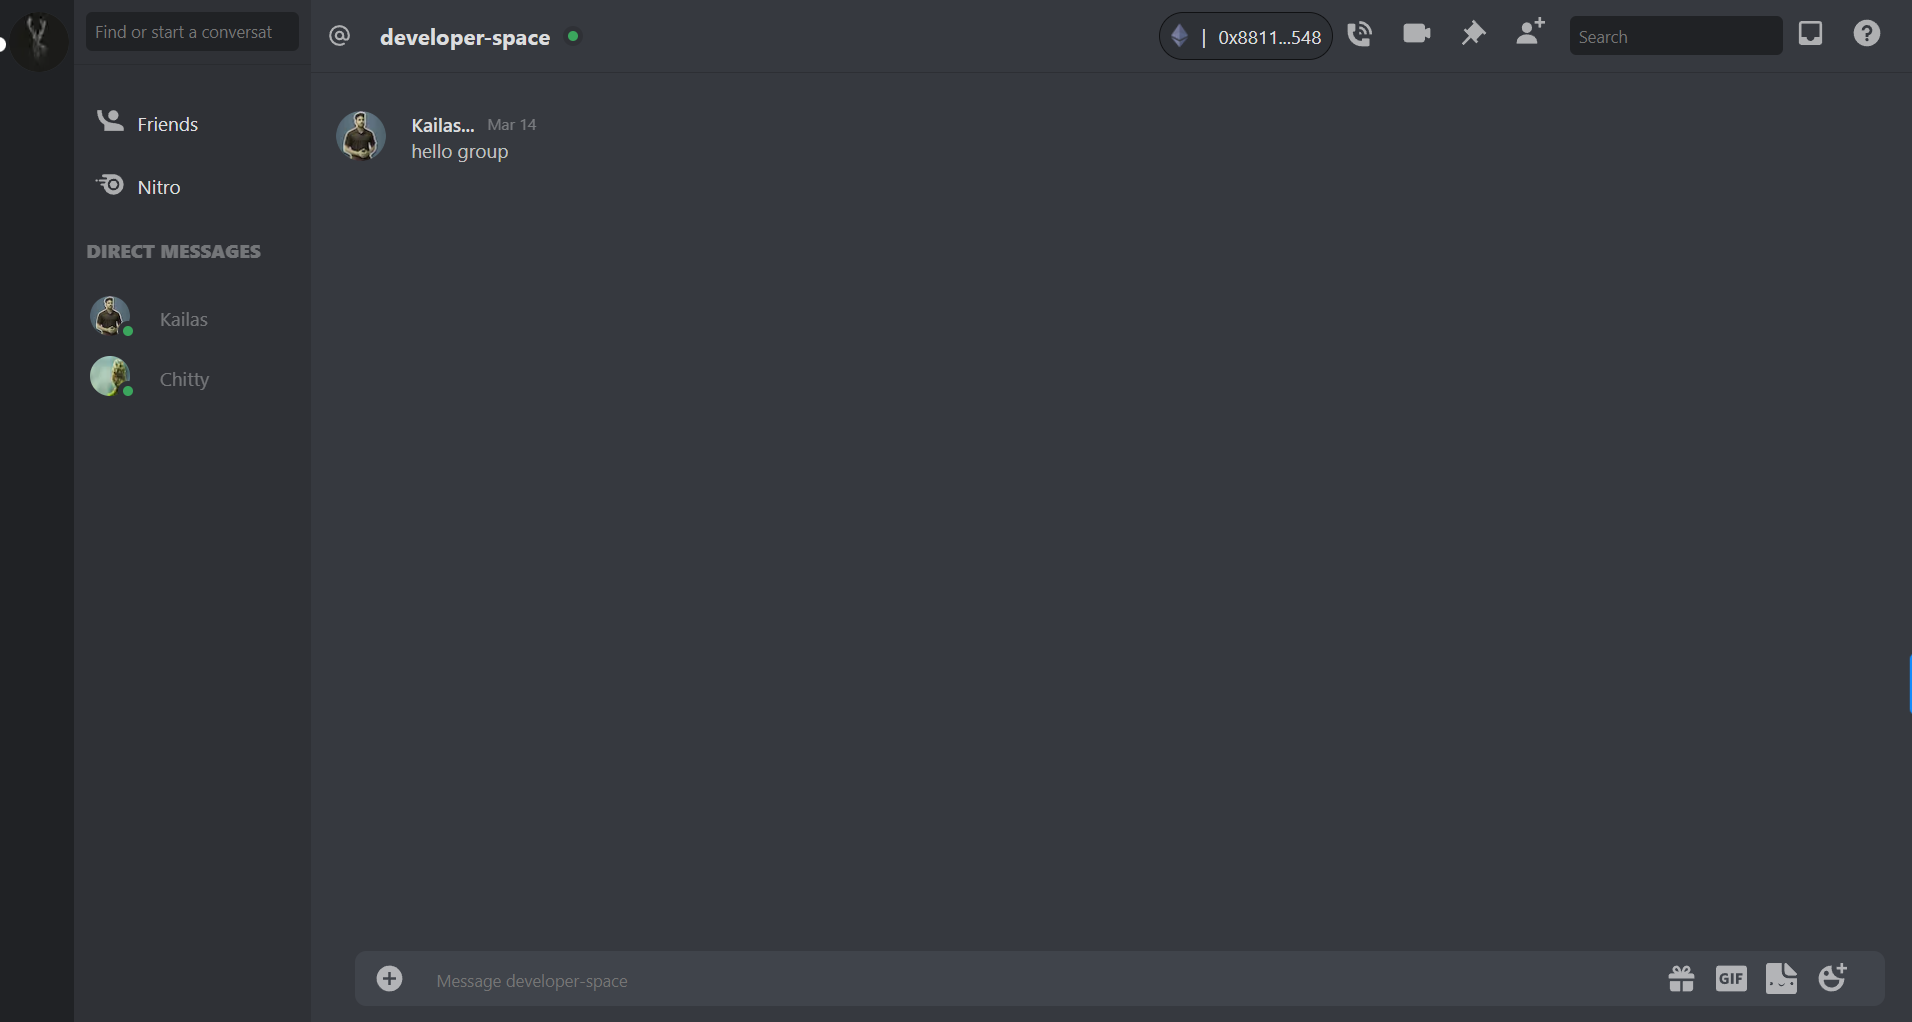 Find or start a conversat
Friends
Nitro
DIRECT MESSAGES
Kailas
Chitty
@ developer-space
| 0x8811...548
Search
Kailas... Mar 14
hello group
Message developer-space
GIF